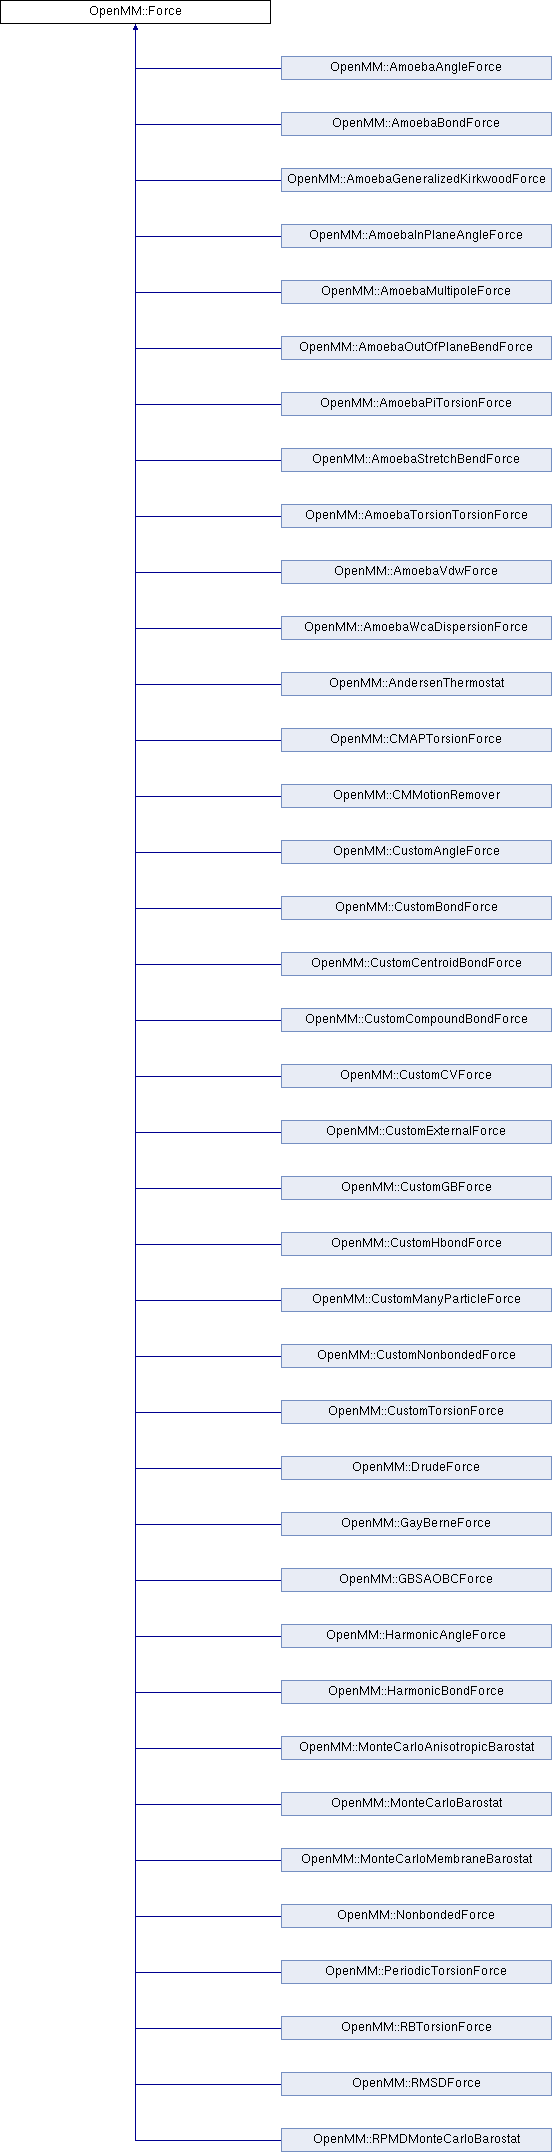 OpenMM::Force
OpenMM::AmoebaAngleForce
OpenMM::AmoebaBondForce
OpenMM::AmoebaGeneralizedKirkwoodForce
OpenMM::AmoebaInPlaneAngleForce
OpenMM::AmoebaMultipoleForce
OpenMM::AmoebaOutOfPlaneBendForce
OpenMM::AmoebaPiTorsionForce
OpenMM::AmoebaStretchBendForce
OpenMM::AmoebaTorsionTorsionForce
OpenMM::AmoebaVdwForce
OpenMM::AmoebaWcaDispersionForce
OpenMM::AndersenThermostat
OpenMM::CMAPTorsionForce
OpenMM::CMMotionRemover
OpenMM::CustomAngleForce
OpenMM::CustomBondForce
OpenMM::CustomCentroidBondForce
OpenMM::CustomCompoundBondForce
OpenMM::CustomCVForce
OpenMM::CustomExternalForce
OpenMM::CustomGBForce
OpenMM::CustomHbondForce
OpenMM::CustomManyParticleForce
OpenMM::CustomNonbondedForce
OpenMM::CustomTorsionForce
OpenMM::DrudeForce
OpenMM::GayBerneForce
OpenMM::GBSAOBCForce
OpenMM::HarmonicAngleForce
OpenMM::HarmonicBondForce
OpenMM::MonteCarloAnisotropicBarostat
OpenMM::MonteCarloBarostat
OpenMM::MonteCarloMembraneBarostat
OpenMM::NonbondedForce
OpenMM::PeriodicTorsionForce
OpenMM::RBTorsionForce
OpenMM::RMSDForce
OpenMM::RPMDMonteCarloBarostat